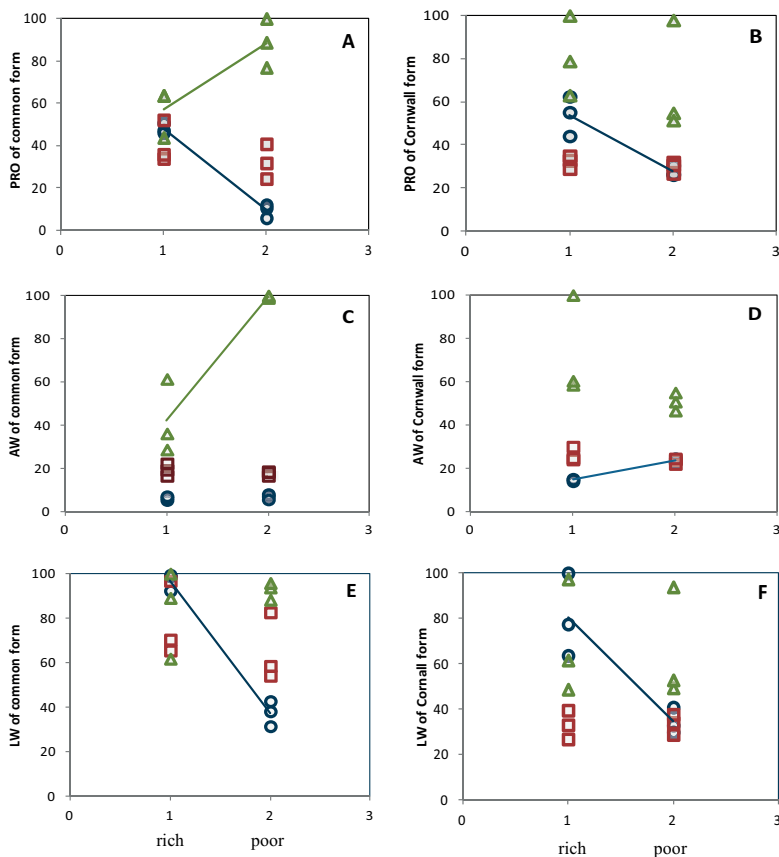 100
80
60
40
20
0
PRO of common form
A
0 1 2 3
100
80
60
40
20
0
PRO of Cornwall form
B
0 1 2 3
100
80
60
40
20
0
AW of common form
C
0 1 2 3
100
80
60
40
20
0
AW of Cornwall form
D
0 1 2 3
100
80
60
40
20
0
LW of common form
E
0 1 2 3
rich poor
100
80
60
40
20
0
LW of Cornall form
F
0 1 2 3
rich poor